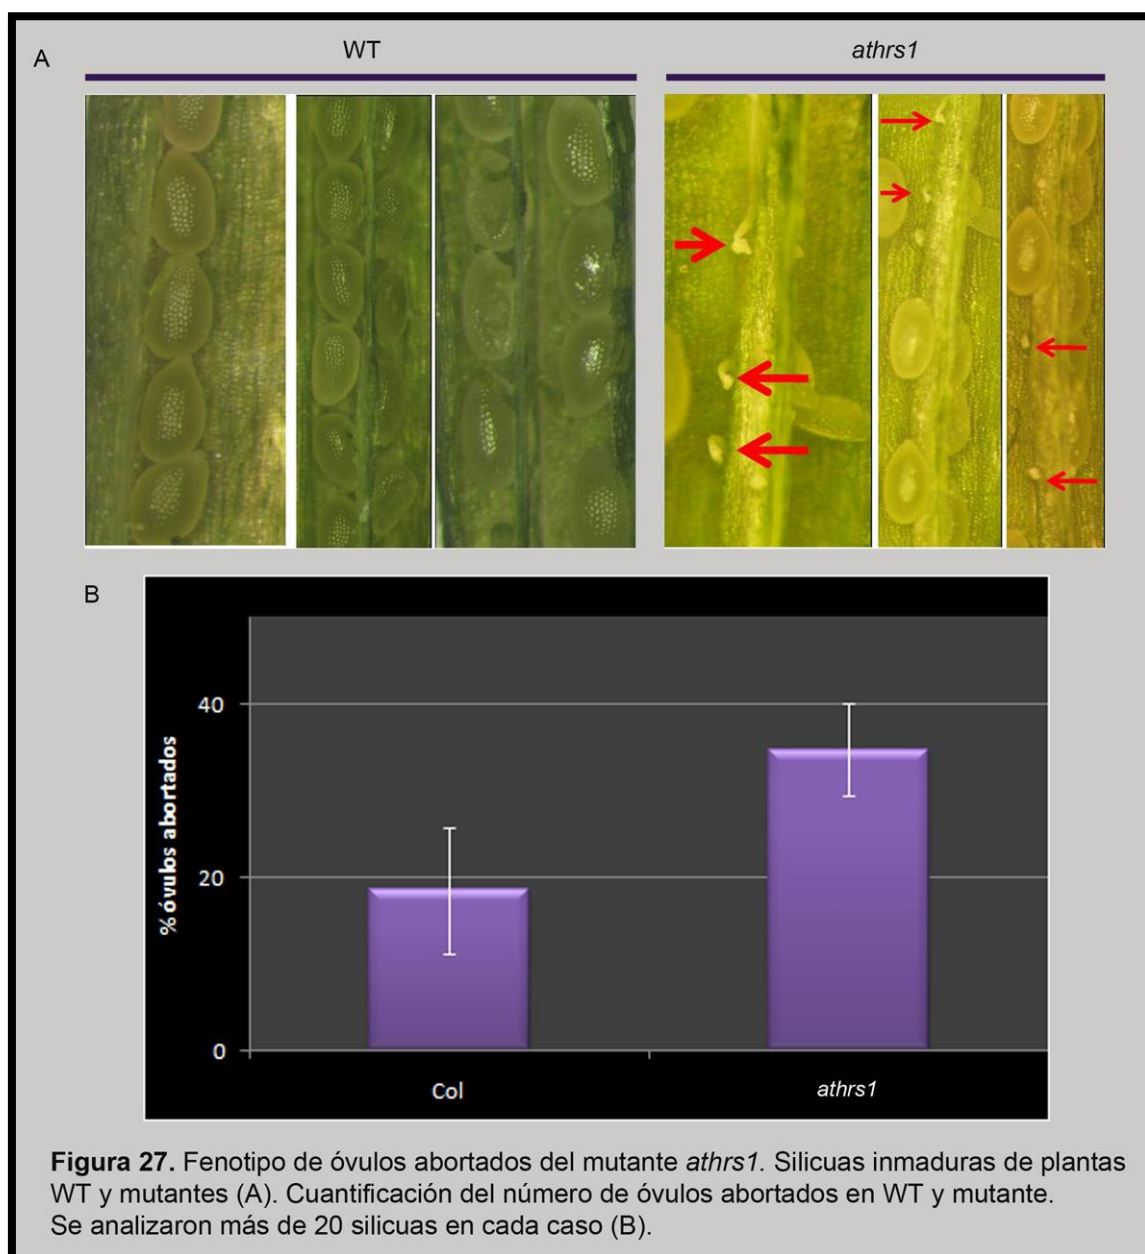 A
WT
athrs1
B
% óvulos abortados
40
20
0
Col
athrs1
Figura 27. Fenotipo de óvulos abortados del mutante athrs1. Silicuas inmaduras de plantas
WT y mutantes (A). Cuantificación del número de óvulos abortados en WT y mutante.
Se analizaron más de 20 silicuas en cada caso (B).